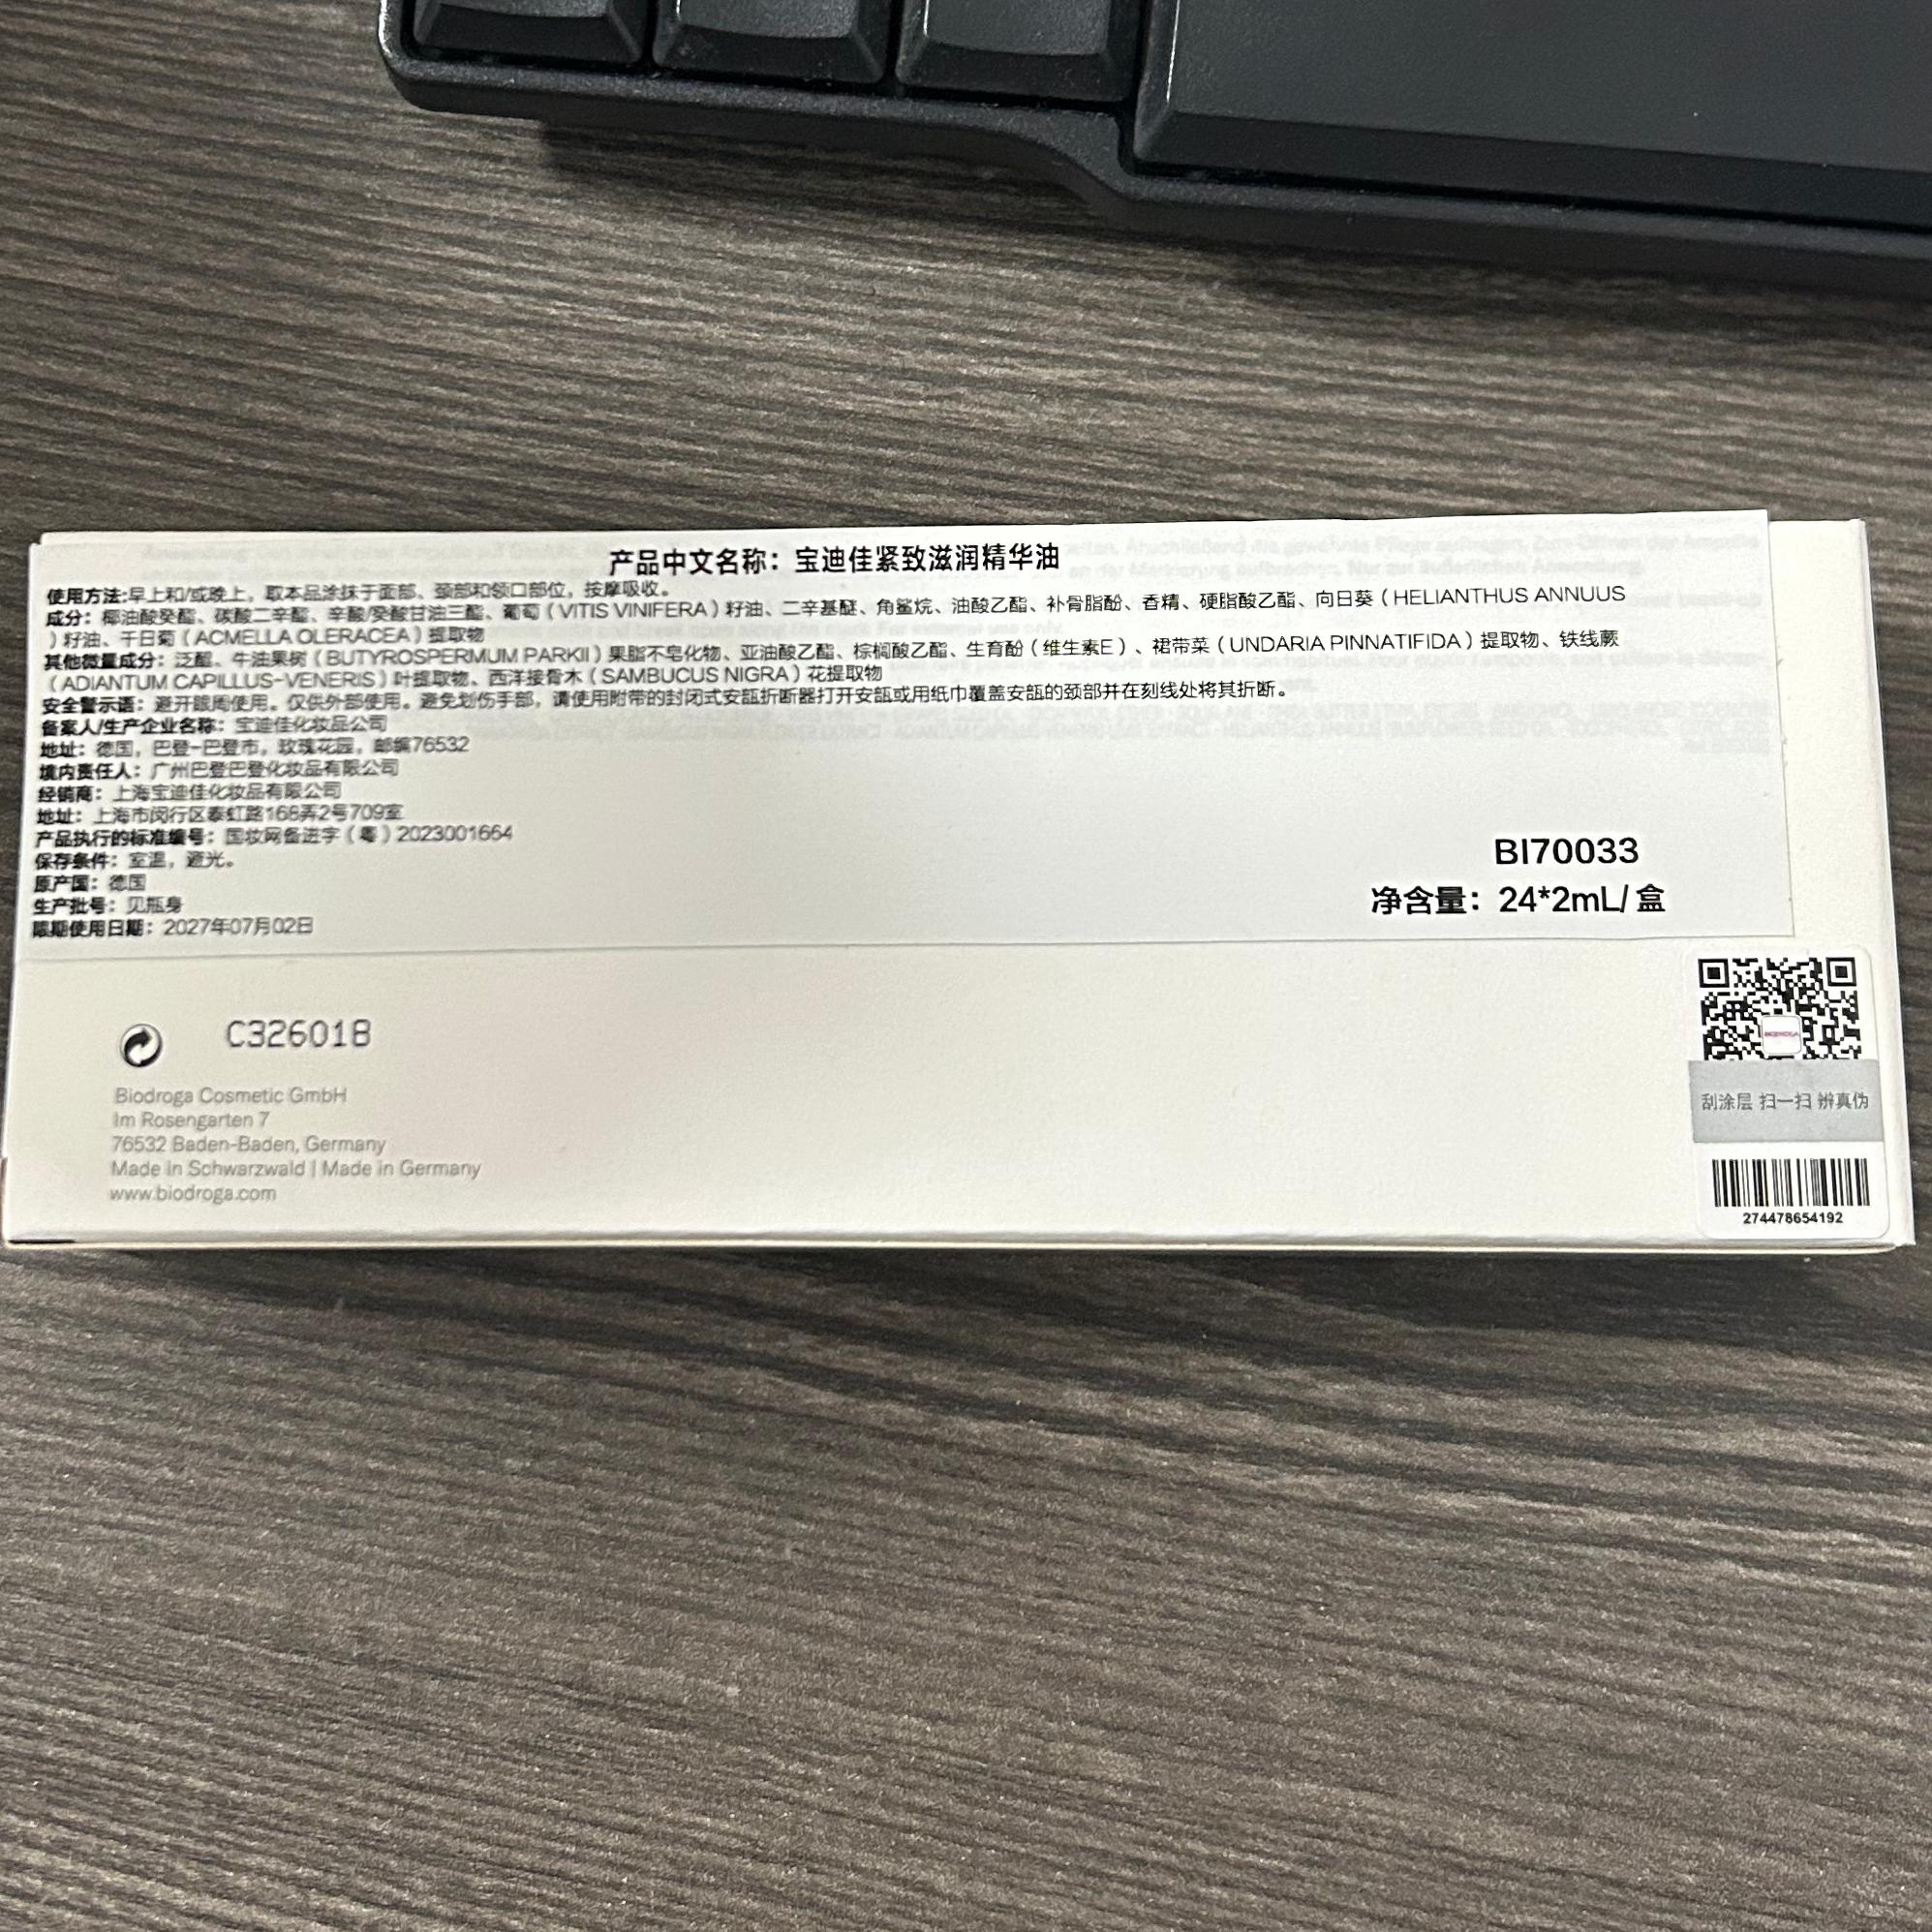 产品中文名称：宝迪佳紧致滋润精华油
使用方法:早上和/或晚上，取本品涂抹于面部、颈部和领口部位，按摩吸收。
成分：椰油酸癸酯、碳酸二辛酯、辛酸/癸酸甘油三酯、葡萄（VITIS VINIFERA）籽油、二辛基醚、角鲨烷、油酸乙酯、补骨脂酚、香精、硬脂酸乙酯、向日葵（HELIANTHUS ANNUUS
）籽油、千日菊（ACMELLA OLERACEA）提取物
其他微量成分：泛醌、牛油果树（BUTYROSPERMUM PARKII）果脂不皂化物、亚油酸乙酯、棕榈酸乙酯、生育酚（维生素E）、裙带菜（UNDARIA PINNATIFIDA）提取物、铁线蕨
（ADIANTUM CAPILLUS-VENERIS）叶提取物、西洋接骨木（SAMBUCUS NIGRA）花提取物
安全警示语：避开眼周使用。仅供外部使用。避免划伤手部，请使用附带的封闭式安瓿折断器打开安瓿或用纸巾覆盖安瓿的颈部并在刻线处将其折断。
备案人/生产企业名称：宝迪佳化妆品公司
地址：德国，巴登-巴登市，玫瑰花园，邮编76532
境内责任人：广州巴登巴登化妆品有限公司
经销商：上海宝迪佳化妆品有限公司
地址：上海市闵行区泰虹路168弄2号709室
产品执行的标准编号：国妆网备进字（粤）2023001664
保存条件：室温，避光。
原产国：德国
生产批号：见瓶身
限期使用日期：2027年07月02日
BI70033
净含量：24*2mL/盒
C326018
Biodroga Cosmetic GmbH
Im Rosengarten 7
76532 Baden-Baden, Germany
Made in Schwarzwald | Made in Germany
www.biodroga.com
刮涂层 扫一扫 辨真伪
274478654192